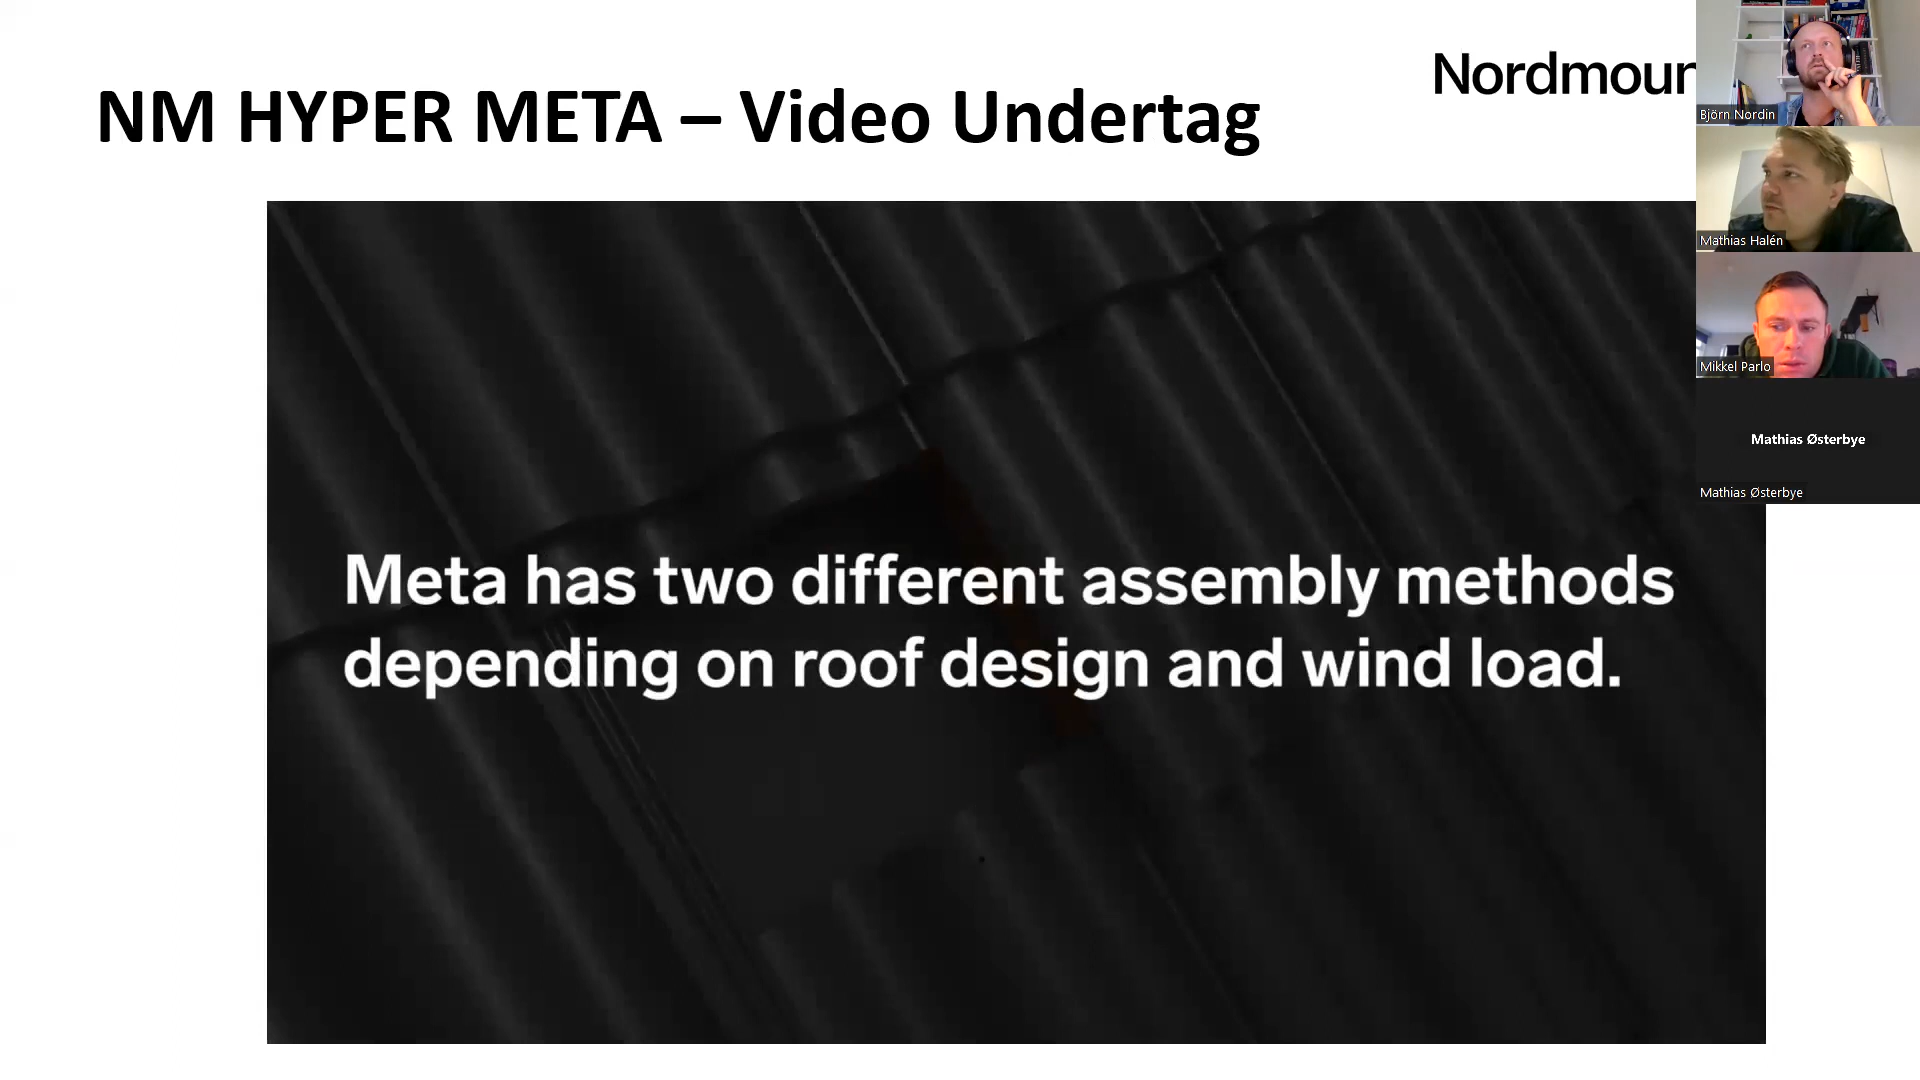 NM HYPER META – Video Undertag
Nordmoun
Björn Nordin
Mathias Halén
Mikkel Parlo
Mathias Østerbye
Mathias Østerbye
Meta has two different assembly methods
depending on roof design and wind load.